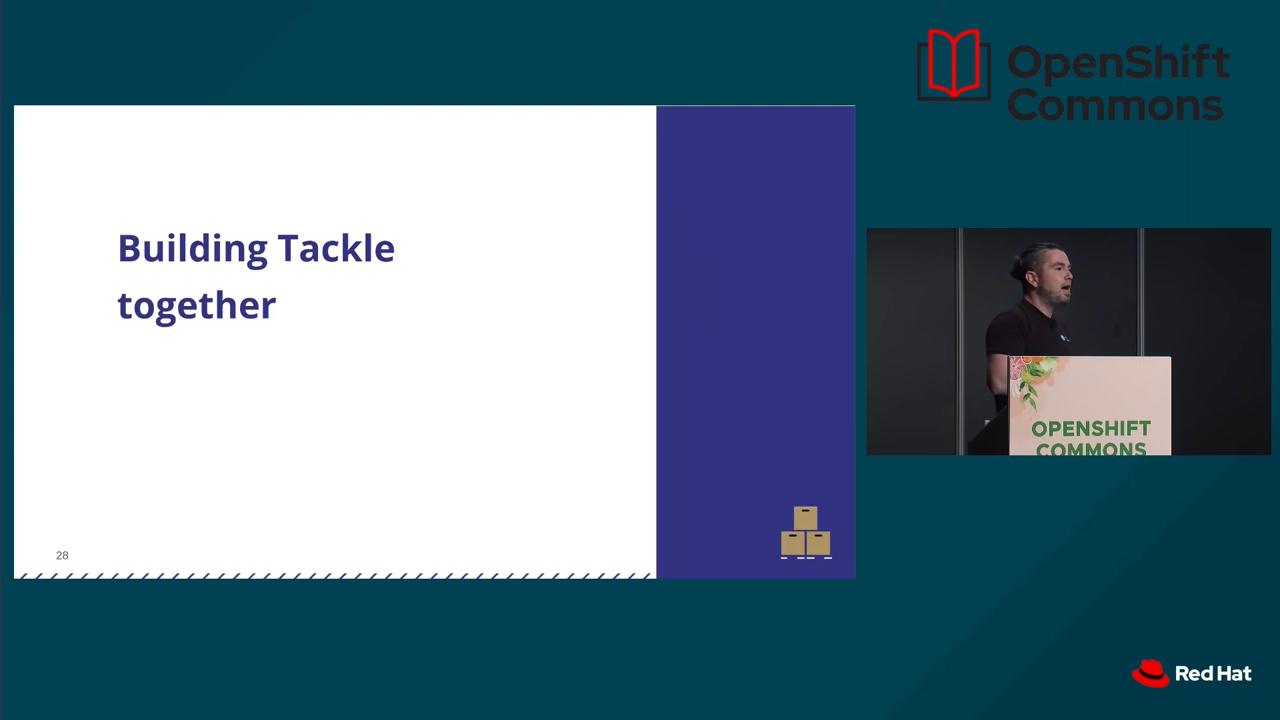 OpenShift
Commons
Building Tackle
together
28
OPENSHIFT
COMMONS
Red Hat